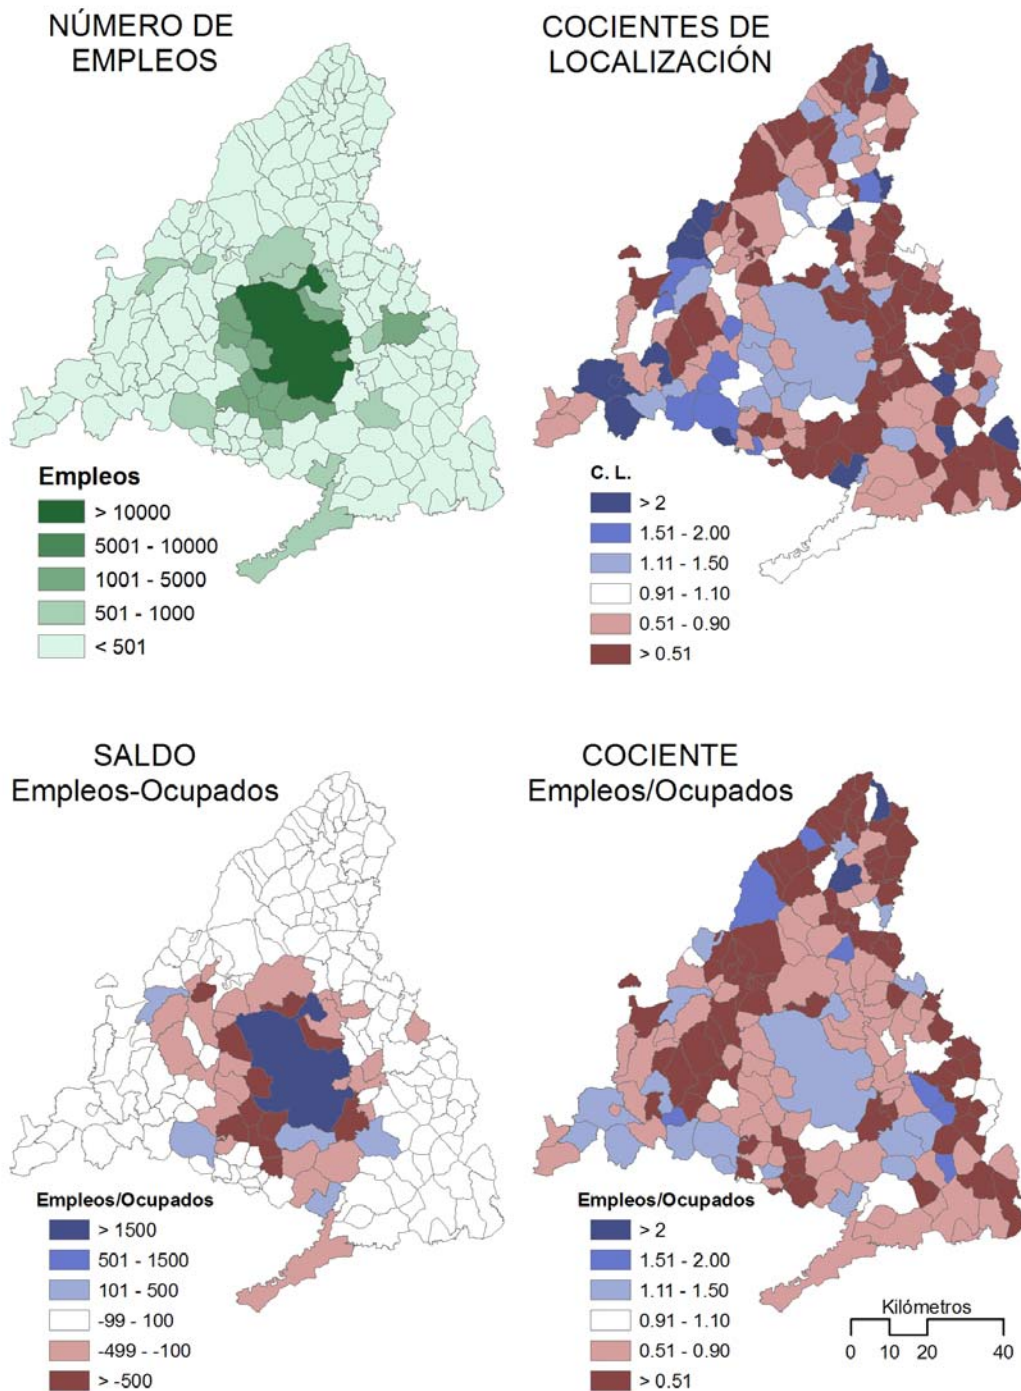 NÚMERO DE
EMPLEOS
Empleos
> 10000
5001 - 10000
1001 - 5000
501 - 1000
< 501
COCIENTES DE
LOCALIZACIÓN
C. L.
> 2
1.51 - 2.00
1.11 - 1.50
0.91 - 1.10
0.51 - 0.90
> 0.51
SALDO
Empleos-Ocupados
Empleos/Ocupados
> 1500
501 - 1500
101 - 500
-99 - 100
-499 - -100
> -500
COCIENTE
Empleos/Ocupados
Empleos/Ocupados
> 2
1.51 - 2.00
1.11 - 1.50
0.91 - 1.10
0.51 - 0.90
> 0.51
Kilómetros
0 10 20 40